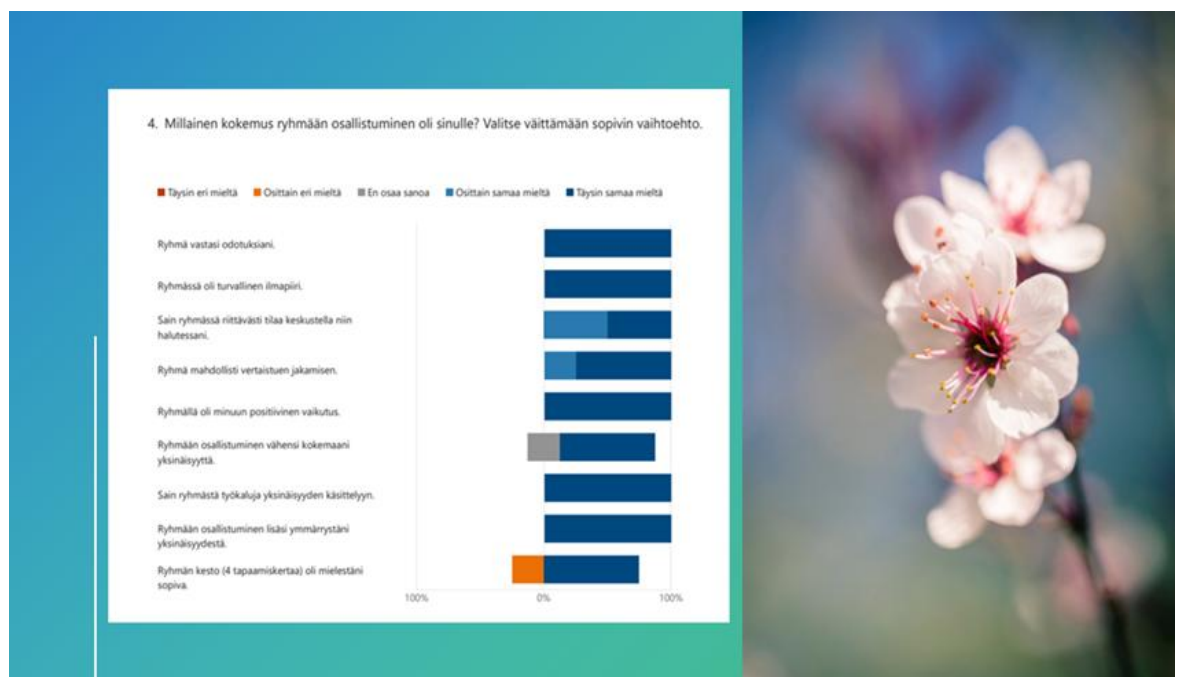 4. Millainen kokemus ryhmään osallistuminen oli sinulle? Valitse väittämään sopivin vaihtoehto.
Täysin eri mieltä Osittain eri mieltä En osaa sanoa Osittain samaa mieltä Täysin samaa mieltä
Ryhmä vastasi odotuksiani.
Ryhmässä oli turvallinen ilmapiiri.
Sain ryhmässä riittävästi tilaa keskustella niin
halutessani.
Ryhmä mahdollisti vertaistuen jakamisen.
Ryhmällä oli minuun positiivinen vaikutus.
Ryhmään osallistuminen vähensi kokemaani
yksinäisyyttä.
Sain ryhmästä työkaluja yksinäisyyden käsittelyyn.
Ryhmään osallistuminen lisäsi ymmärrystäni
yksinäisyydestä.
Ryhmän kesto (4 tapaamiskertaa) oli mielestäni
sopiva.
100% 0% 100%